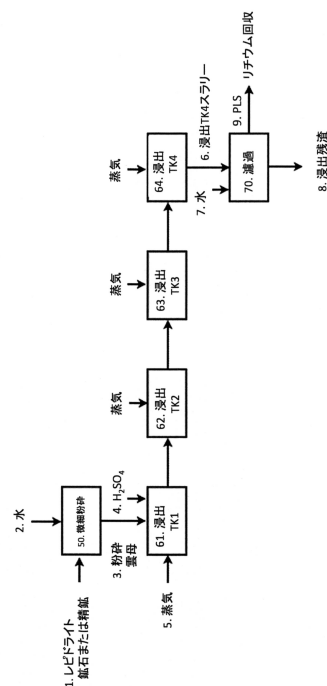 1. レピドライト
鉱石または精鉱
2. 水
50. 微細粉砕
3. 粉砕
雲母
4. H₂SO₄
5. 蒸気
61. 浸出
TK1
蒸気
62. 浸出
TK2
蒸気
63. 浸出
TK3
蒸気
64. 浸出
TK4
6. 浸出TK4スラリー
7. 水
70. 濾過
9. PLS
リチウム回収
8. 浸出残渣